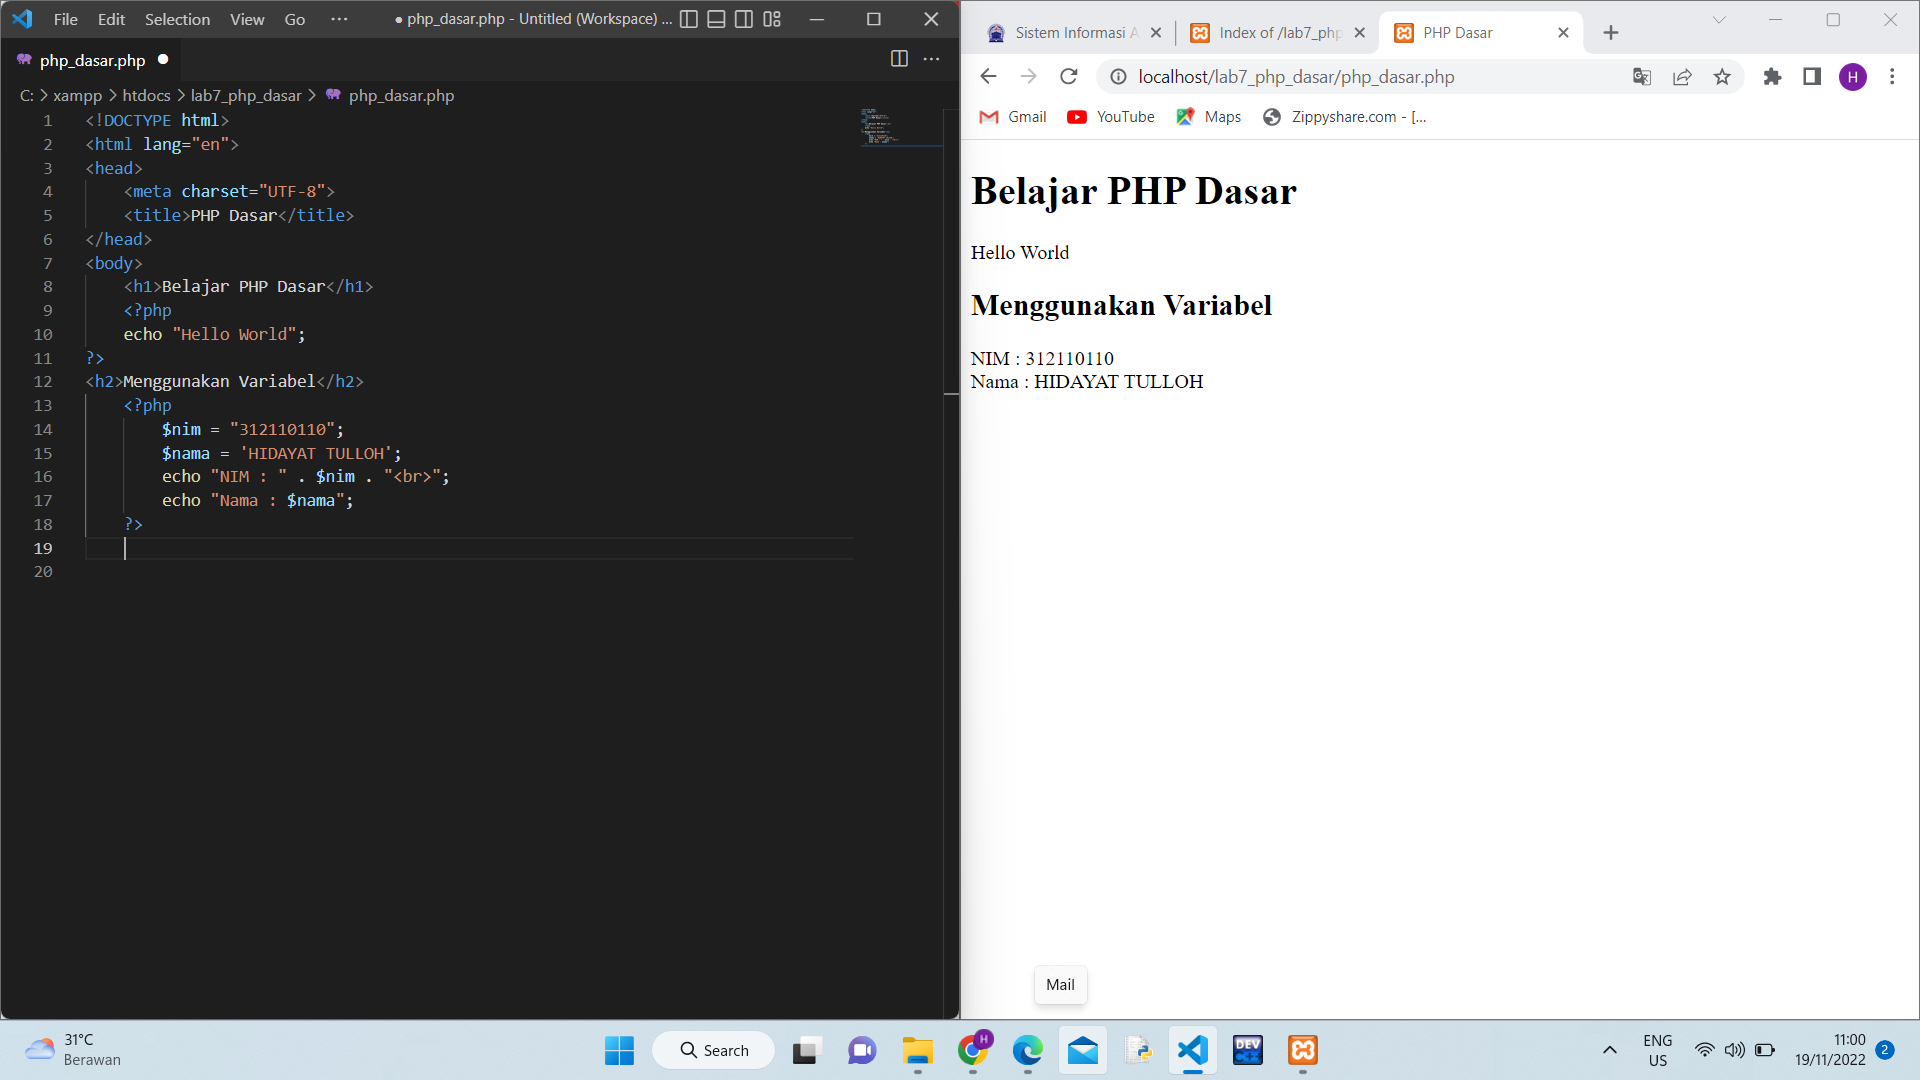 File Edit Selection View Go ··· ● php_dasar.php - Untitled (Workspace) ...
php_dasar.php ●
C: > xampp > htdocs > lab7_php_dasar > php_dasar.php
1 <!DOCTYPE html>
2 <html lang="en">
3 <head>
4 <meta charset="UTF-8">
5 <title>PHP Dasar</title>
6 </head>
7 <body>
8 <h1>Belajar PHP Dasar</h1>
9 <?php
10 echo "Hello World";
11 ?>
12 <h2>Menggunakan Variabel</h2>
13 <?php
14 $nim = "312110110";
15 $nama = 'HIDAYAT TULLOH';
16 echo "NIM : " . $nim . "<br>";
17 echo "Nama : $nama";
18 ?>
19
20
Sistem Informasi A Index of /lab7_php PHP Dasar
localhost/lab7_php_dasar/php_dasar.php H
Gmail YouTube Maps Zippyshare.com - [...
Belajar PHP Dasar
Hello World
Menggunakan Variabel
NIM : 312110110
Nama : HIDAYAT TULLOH
Mail
31°C
Berawan
Search
H
DEV
C++
ENG
US
11:00
19/11/2022
2